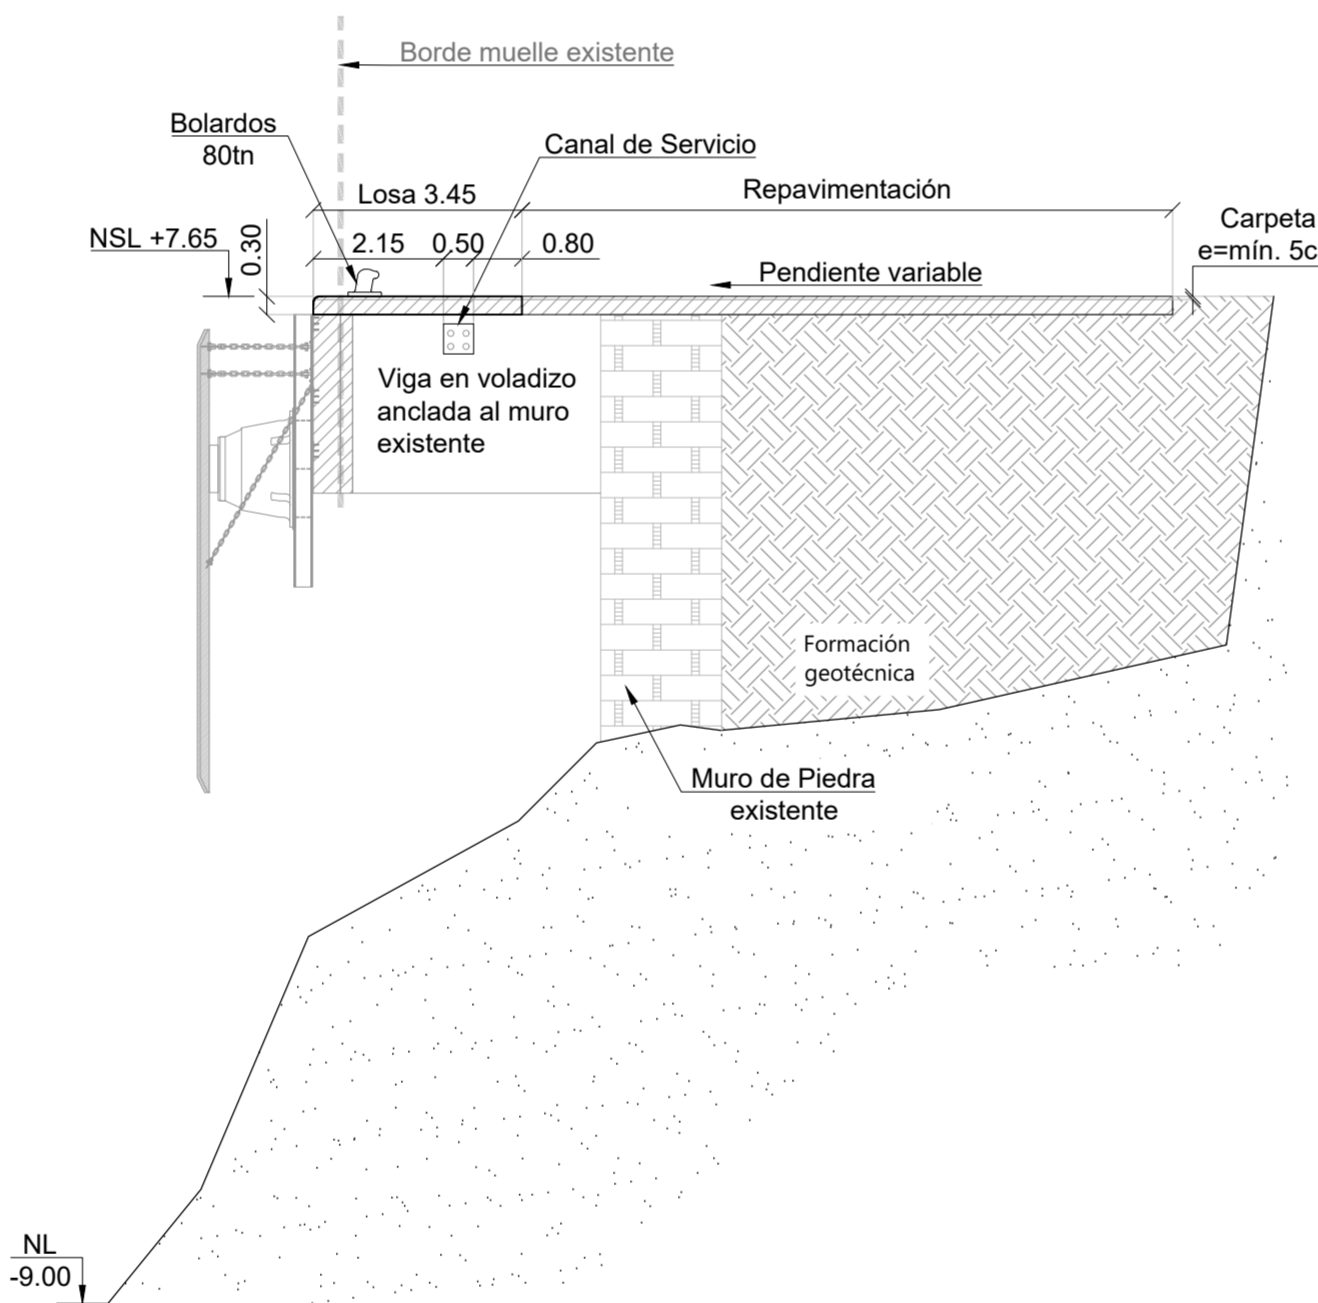 Borde muelle existente
Bolardos
80tn
Canal de Servicio
Losa 3.45
Repavimentación
Carpeta
e=mín. 5c
NSL +7.65
0.30
2.15
0.50
0.80
Pendiente variable
Viga en voladizo
anclada al muro
existente
Formación
geotécnica
Muro de Piedra
existente
NL
-9.00